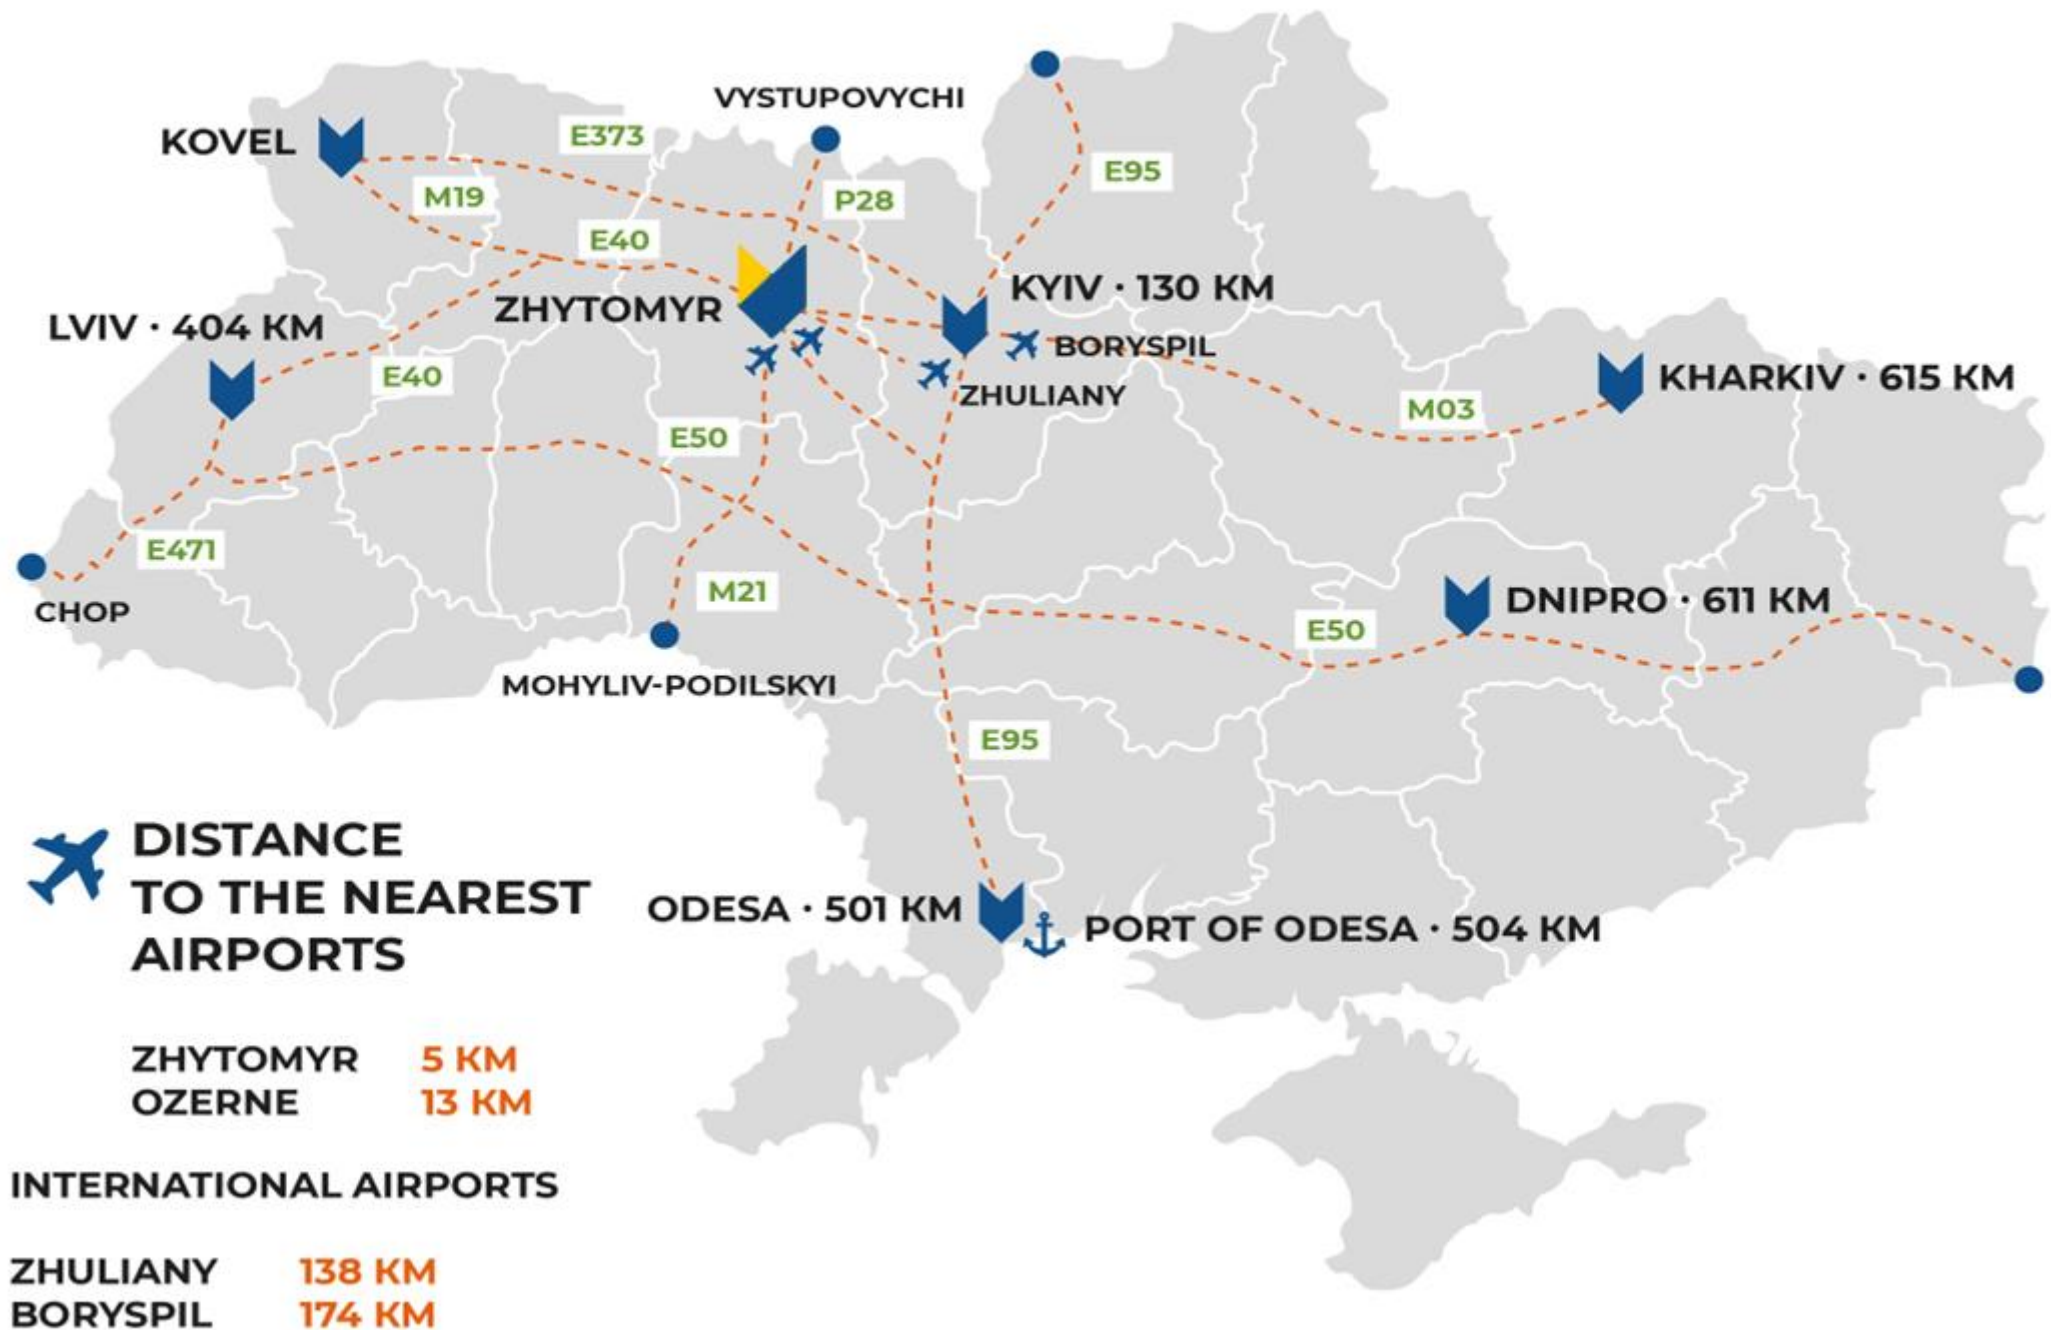 VYSTUPOVYCHI
KOVEL
E373
M19
P28
E95
E40
ZHYTOMYR
KYIV · 130 KM
LVIV · 404 KM
BORYSPIL
ZHULIANY
E40
KHARKIV · 615 KM
M03
E50
E471
CHOP
M21
DNIPRO · 611 KM
E50
MOHYLIV-PODILSKYI
E95
ODESA · 501 KM
PORT OF ODESA · 504 KM
DISTANCE
TO THE NEAREST
AIRPORTS
ZHYTOMYR 5 KM
OZERNE 13 KM
INTERNATIONAL AIRPORTS
ZHULIANY 138 KM
BORYSPIL 174 KM